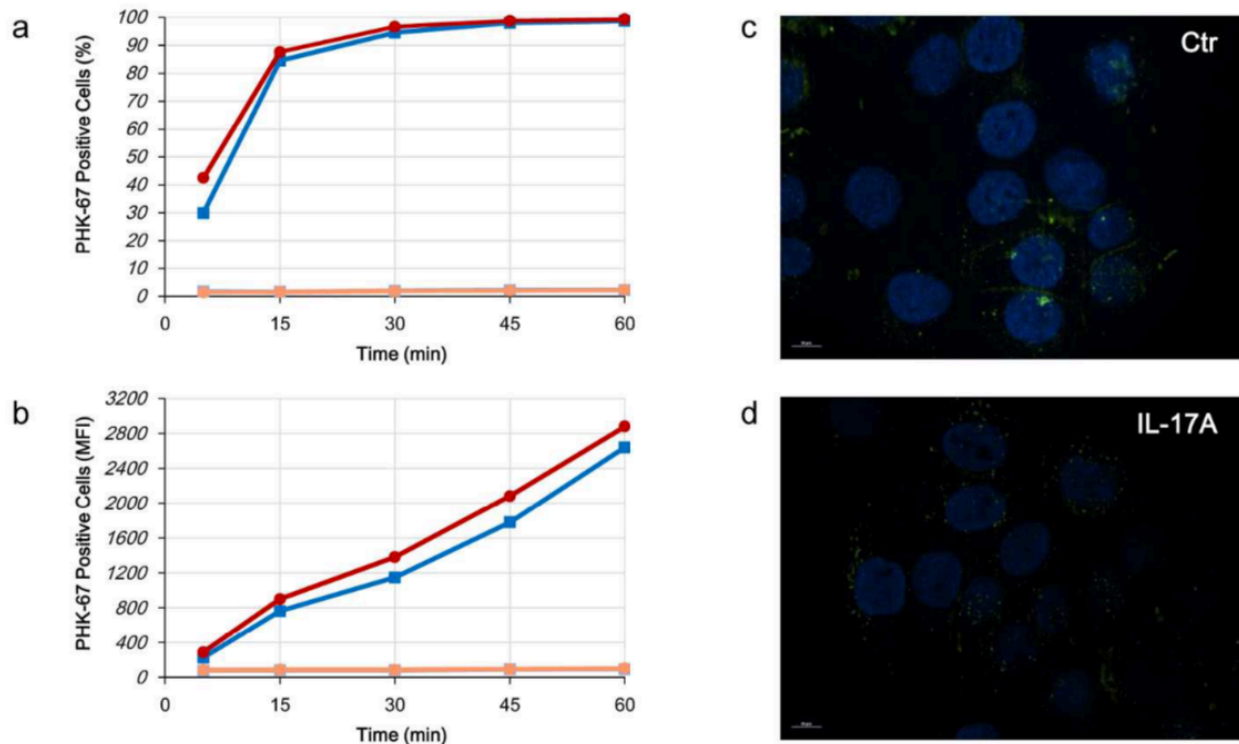 a
PHK-67 Positive Cells (%)
100
90
80
70
60
50
40
30
20
10
0
0 15 30 45 60
Time (min)
b
PHK-67 Positive Cells (MFI)
3200
2800
2400
2000
1600
1200
800
400
0
0 15 30 45 60
Time (min)
c
Ctr
d
IL-17A